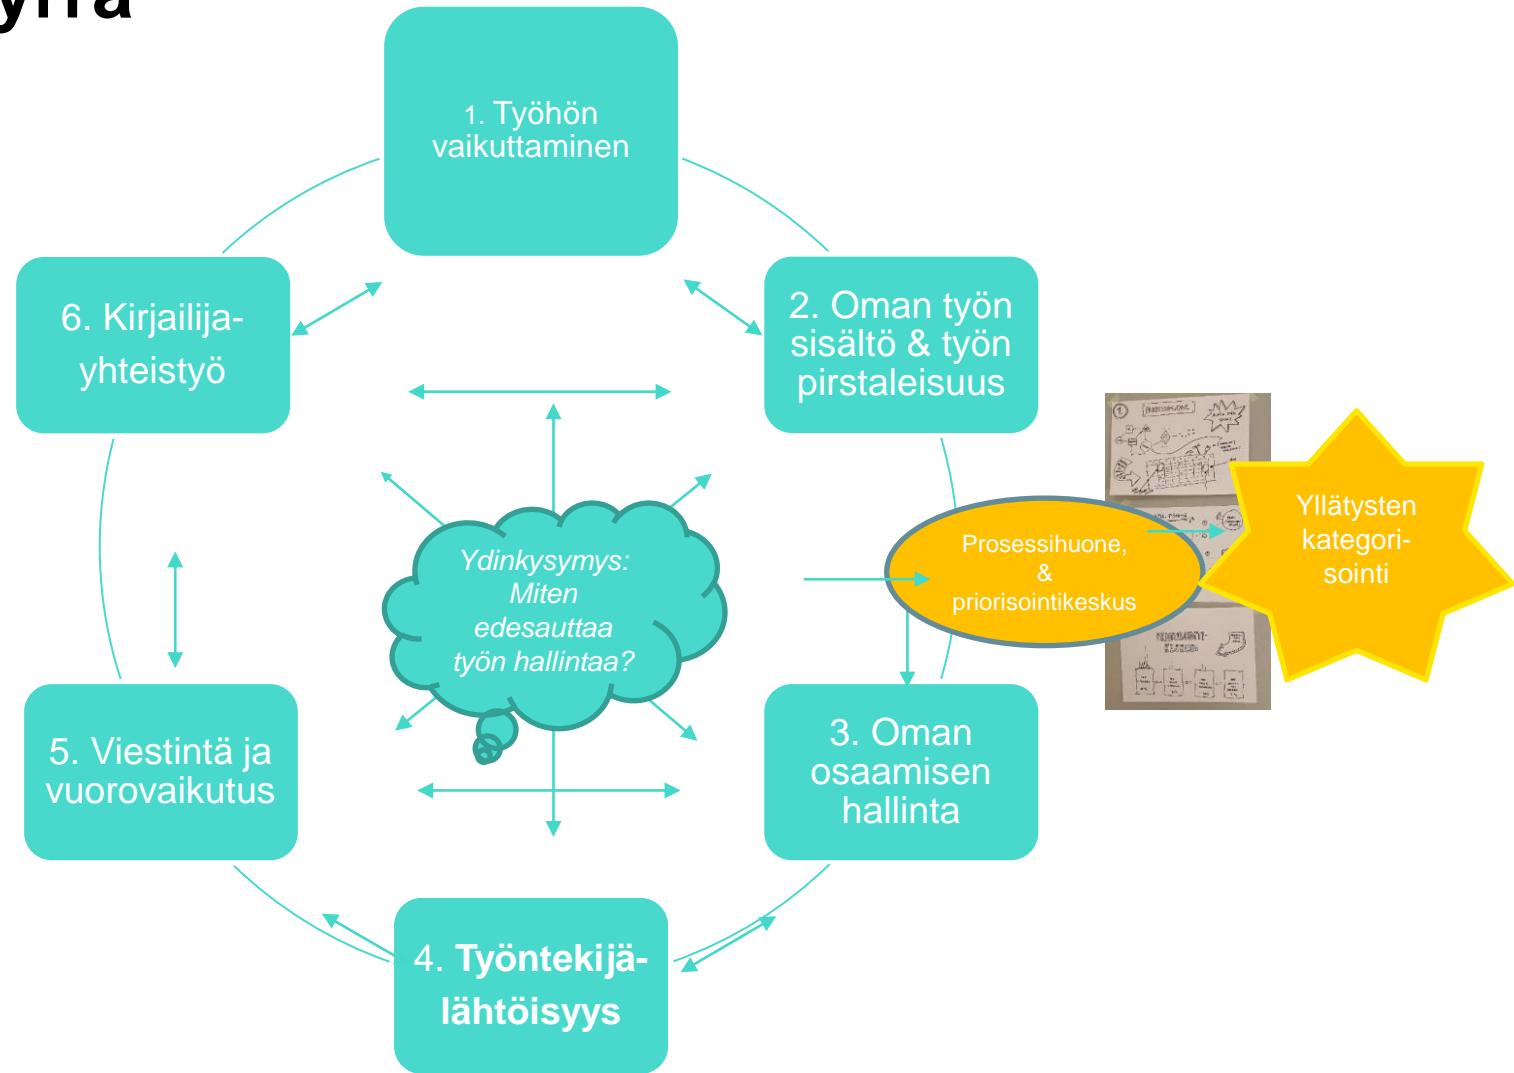 1. Työhön
vaikuttaminen
6. Kirjailija-
yhteistyö
2. Oman työn
sisältö & työn
pirstaleisuus
Ydinkysymys:
Miten
edesauttaa
työn hallintaa?
Prosessihuone,
&
priorisointikeskus
Yllätysten
kategori-
sointi
5. Viestintä ja
vuorovaikutus
3. Oman
osaamisen
hallinta
4. Työntekijä-
lähtöisyys